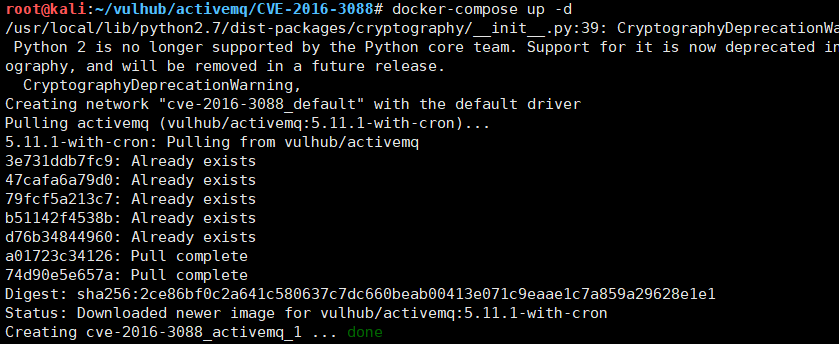 root@kali:~/vulhub/activemq/CVE-2016-3088# docker-compose up -d
/usr/local/lib/python2.7/dist-packages/cryptography/__init__.py:39: CryptographyDeprecationWa
 Python 2 is no longer supported by the Python core team. Support for it is now deprecated in
ography, and will be removed in a future release.
  CryptographyDeprecationWarning,
Creating network "cve-2016-3088_default" with the default driver
Pulling activemq (vulhub/activemq:5.11.1-with-cron)...
5.11.1-with-cron: Pulling from vulhub/activemq
3e731ddb7fc9: Already exists
47cafa6a79d0: Already exists
79fcf5a213c7: Already exists
b51142f4538b: Already exists
d76b34844960: Already exists
a01723c34126: Pull complete
74d90e5e657a: Pull complete
Digest: sha256:2ce86bf0c2a641c580637c7dc660beab00413e071c9eaae1c7a859a29628e1e1
Status: Downloaded newer image for vulhub/activemq:5.11.1-with-cron
Creating cve-2016-3088_activemq_1 ... done